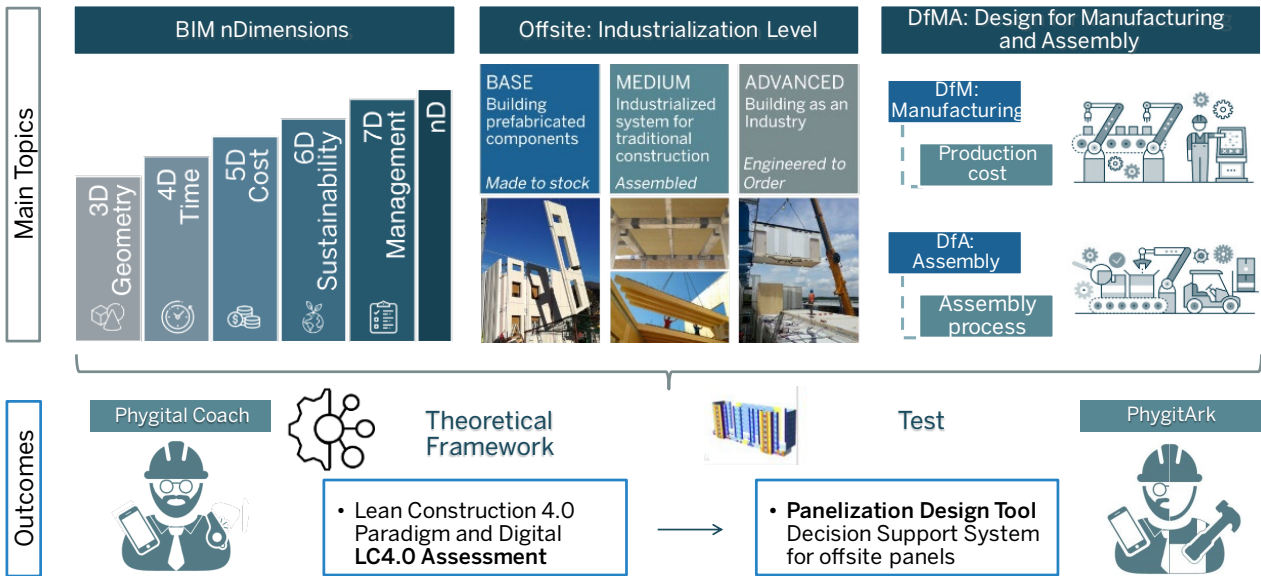 Main Topics
BIM nDimensions
3D
Geometry
4D
Time
5D
Cost
6D
Sustainability
7D
Management
nD
Offsite: Industrialization Level
BASE
Building
prefabricated
components
Made to stock
MEDIUM
Industrialized
system for
traditional
construction
Assembled
ADVANCED
Building as an
Industry
Engineered to
Order
DfMA: Design for Manufacturing
and Assembly
DfM:
Manufacturing
Production
cost
DfA:
Assembly
Assembly
process
Outcomes
Phygital Coach
Theoretical
Framework
• Lean Construction 4.0
Paradigm and Digital
LC4.0 Assessment
Test
• Panelization Design Tool
Decision Support System
for offsite panels
PhygitArk